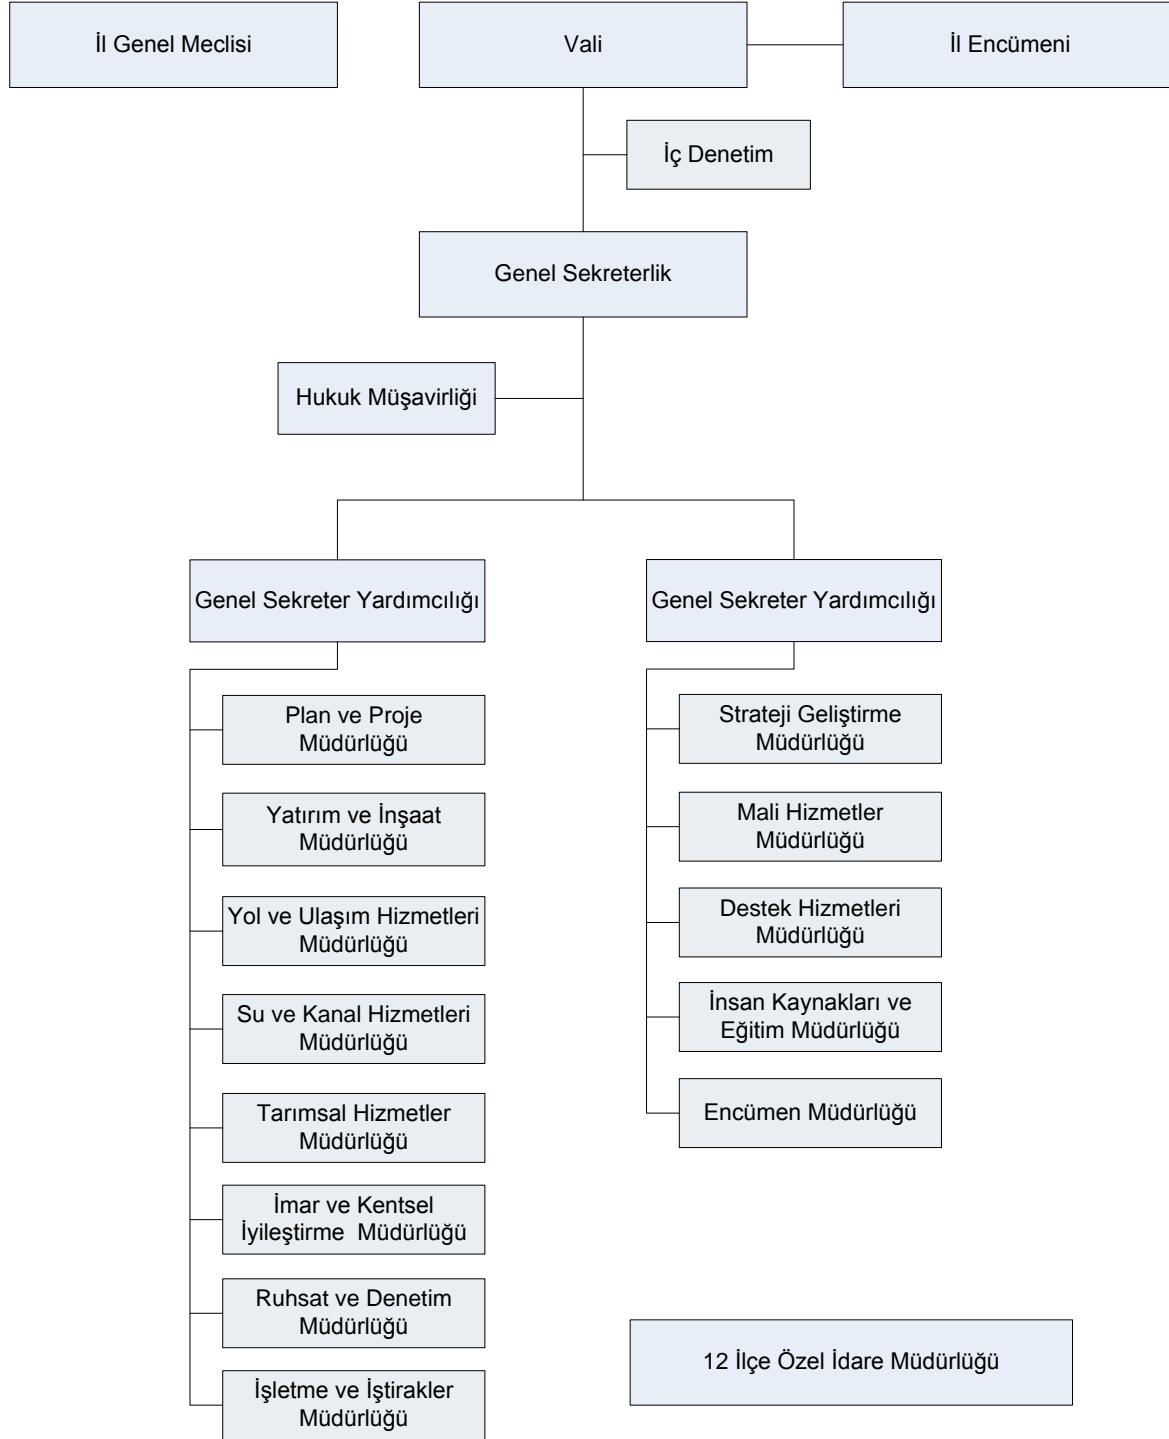 İl Genel Meclisi
Vali
İl Encümeni
İç Denetim
Genel Sekreterlik
Hukuk Müşavirliği
Genel Sekreter Yardımcılığı
Genel Sekreter Yardımcılığı
Plan ve Proje
Müdürlüğü
Yatırım ve İnşaat
Müdürlüğü
Yol ve Ulaşım Hizmetleri
Müdürlüğü
Su ve Kanal Hizmetleri
Müdürlüğü
Tarımsal Hizmetler
Müdürlüğü
İmar ve Kentsel
İyileştirme  Müdürlüğü
Ruhsat ve Denetim
Müdürlüğü
İşletme ve İştirakler
Müdürlüğü
Strateji Geliştirme
Müdürlüğü
Mali Hizmetler
Müdürlüğü
Destek Hizmetleri
Müdürlüğü
İnsan Kaynakları ve
Eğitim Müdürlüğü
Encümen Müdürlüğü
12 İlçe Özel İdare Müdürlüğü